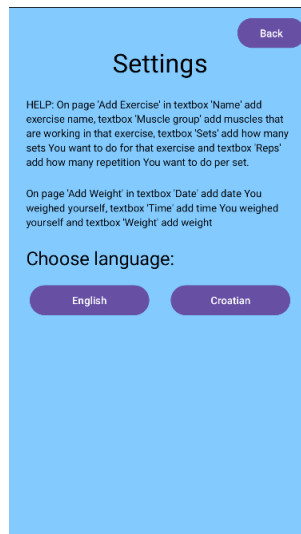 Back
Settings
HELP: On page 'Add Exercise' in textbox 'Name' add
exercise name, textbox 'Muscle group' add muscles that
are working in that exercise, textbox 'Sets' add how many
sets You want to do for that exercise and textbox 'Reps'
add how many repetition You want to do per set.
On page 'Add Weight' in textbox 'Date' add date You
weighed yourself, textbox 'Time' add time You weighed
yourself and textbox 'Weight' add weight
Choose language:
English Croatian